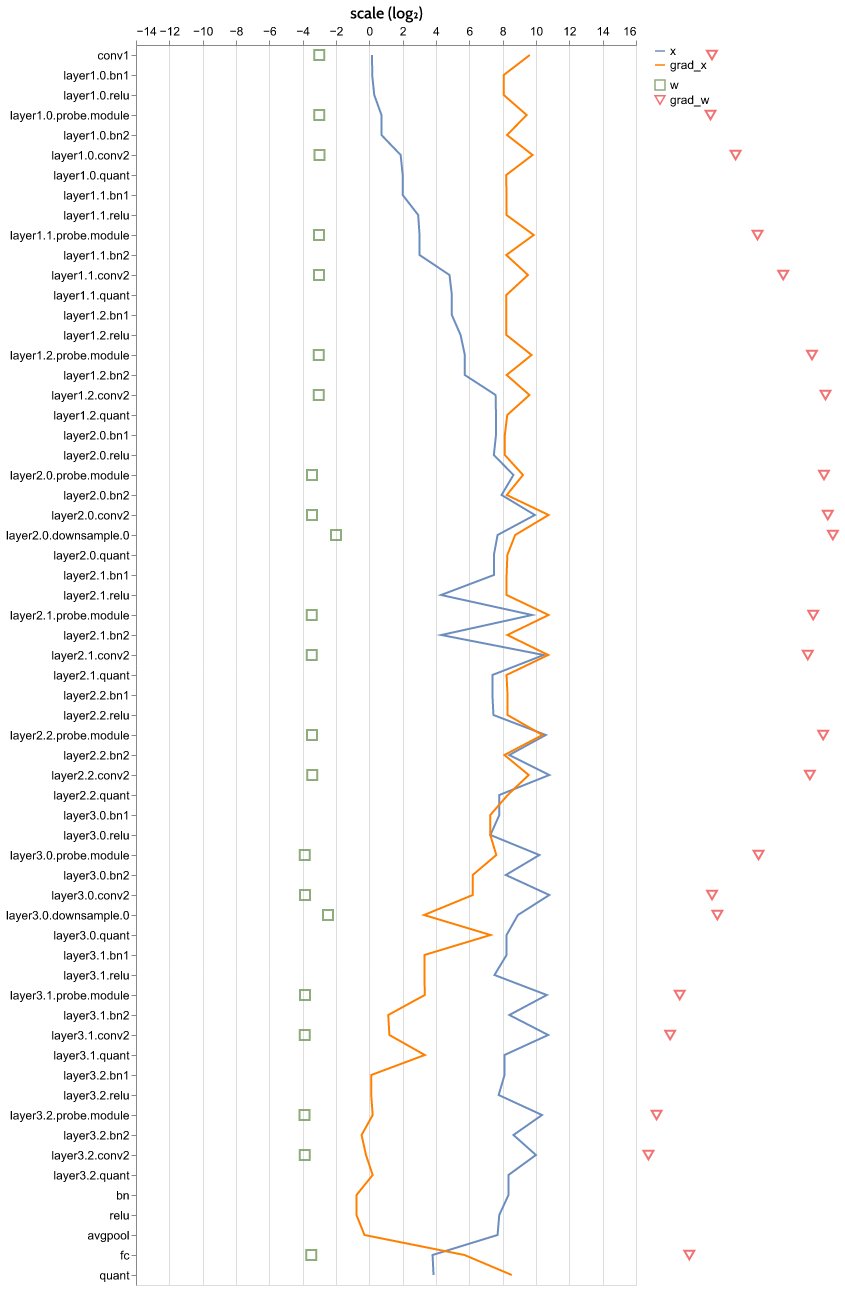 scale (log₂)
−14 −12 −10 −8 −6 −4 −2 0 2 4 6 8 10 12 14 16
x
grad_x
w
grad_w
conv1
layer1.0.bn1
layer1.0.relu
layer1.0.probe.module
layer1.0.bn2
layer1.0.conv2
layer1.0.quant
layer1.1.bn1
layer1.1.relu
layer1.1.probe.module
layer1.1.bn2
layer1.1.conv2
layer1.1.quant
layer1.2.bn1
layer1.2.relu
layer1.2.probe.module
layer1.2.bn2
layer1.2.conv2
layer1.2.quant
layer2.0.bn1
layer2.0.relu
layer2.0.probe.module
layer2.0.bn2
layer2.0.conv2
layer2.0.downsample.0
layer2.0.quant
layer2.1.bn1
layer2.1.relu
layer2.1.probe.module
layer2.1.bn2
layer2.1.conv2
layer2.1.quant
layer2.2.bn1
layer2.2.relu
layer2.2.probe.module
layer2.2.bn2
layer2.2.conv2
layer2.2.quant
layer3.0.bn1
layer3.0.relu
layer3.0.probe.module
layer3.0.bn2
layer3.0.conv2
layer3.0.downsample.0
layer3.0.quant
layer3.1.bn1
layer3.1.relu
layer3.1.probe.module
layer3.1.bn2
layer3.1.conv2
layer3.1.quant
layer3.2.bn1
layer3.2.relu
layer3.2.probe.module
layer3.2.bn2
layer3.2.conv2
layer3.2.quant
bn
relu
avgpool
fc
quant